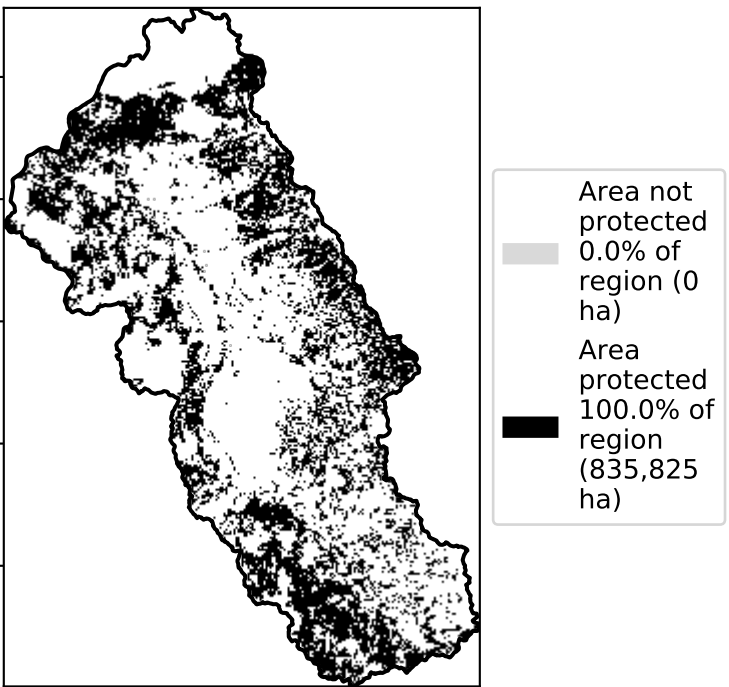 Area not
protected
0.0% of
region (0
ha)
Area
protected
100.0% of
region
(835,825
ha)